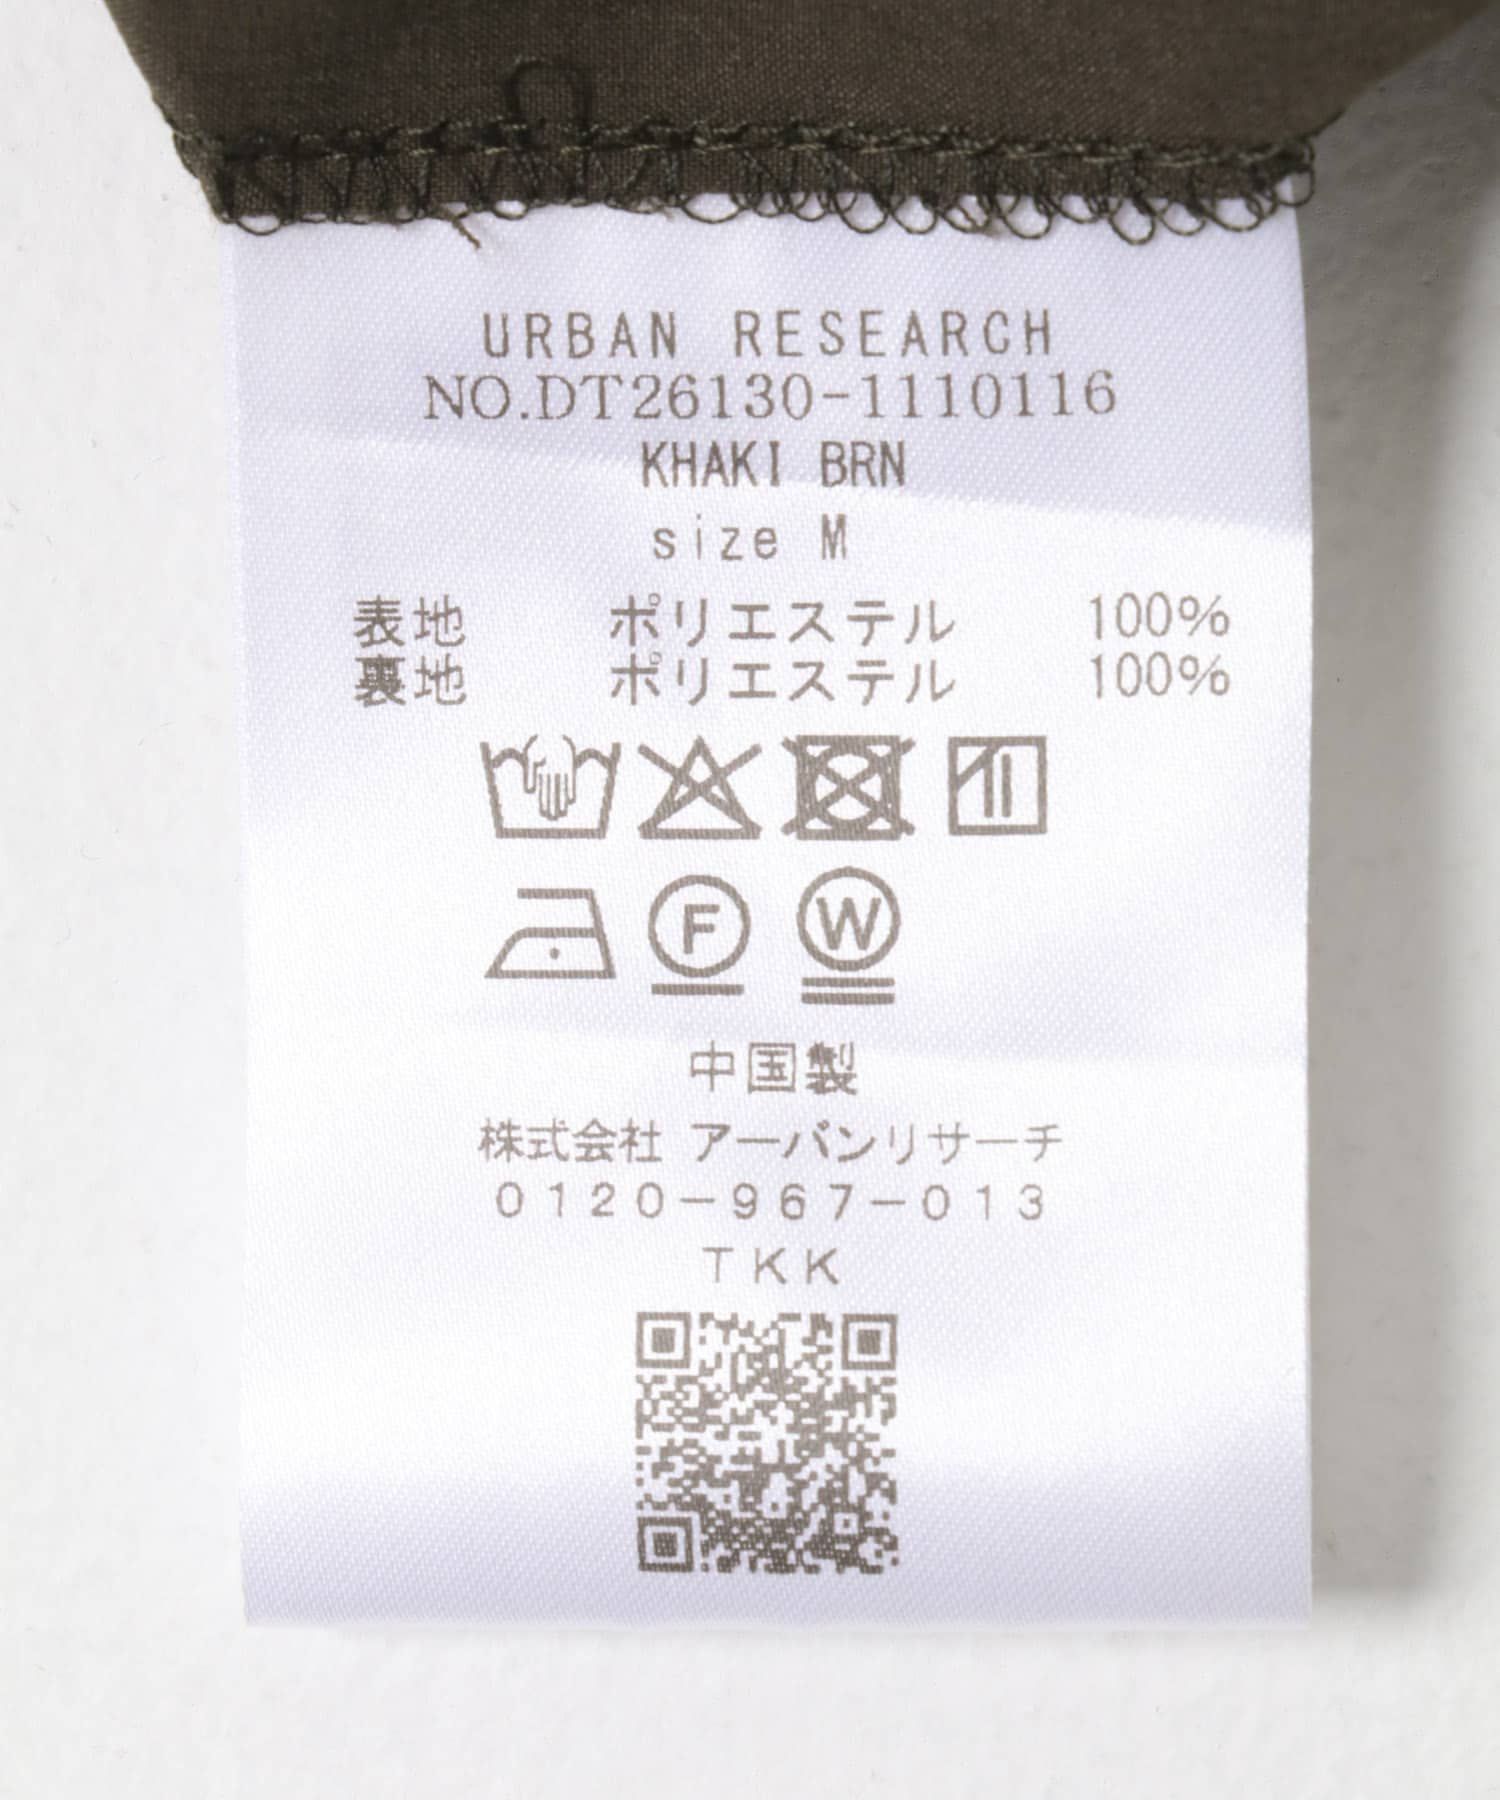 URBAN RESEARCH
NO.DT26130-1110116
KHAKI BRN
size M
表地 ポリエステル 100%
裏地 ポリエステル 100%
F W
中国製
株式会社 アーバンリサーチ
0120-967-013
TKK